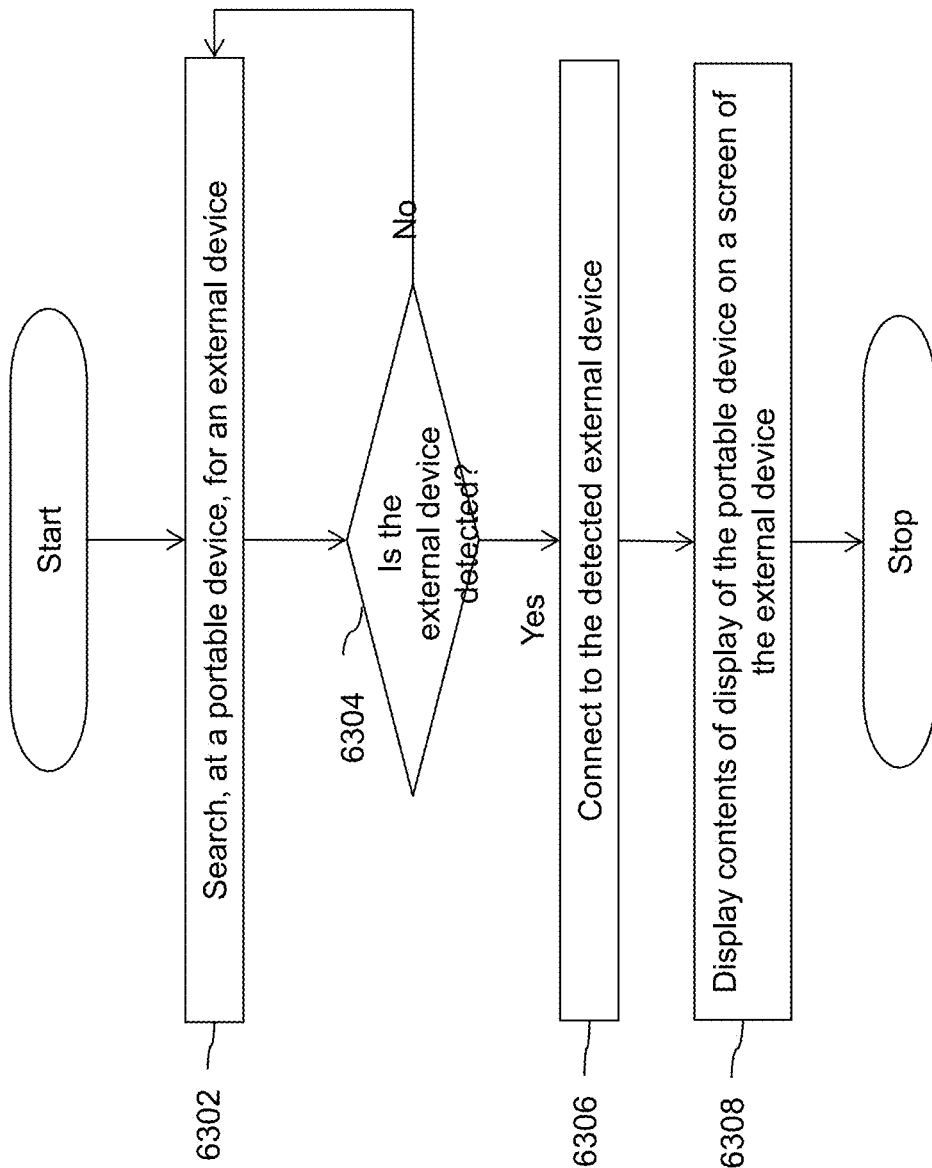 Start
6302
Search, at a portable device, for an external device
6304
Is the
external device
detected?
No
Yes
6306
Connect to the detected external device
6308
Display contents of display of the portable device on a screen of
the external device
Stop